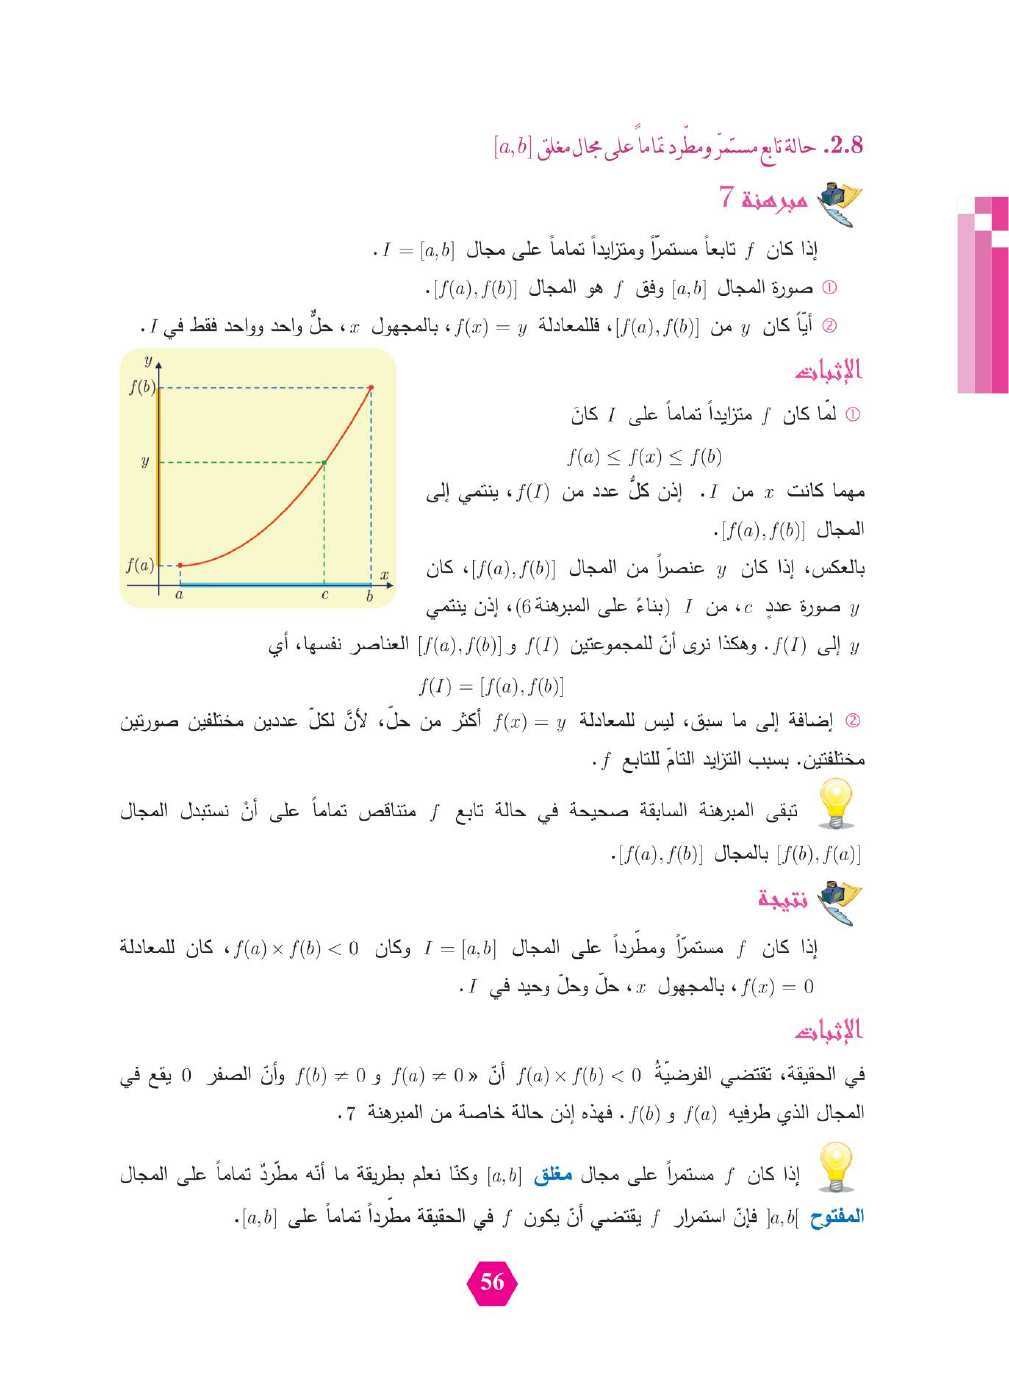 2.8. حالة تابع مستمرّ ومطّرد تماماً على مجال مغلق [a,b]
مبرهنة 7
إذا كان f تابعاً مستمرّاً ومتزايداً تماماً على مجال I = [a,b] .
① صورة المجال [a,b] وفق f هو المجال [f(a), f(b)].
② أيّاً كان y من [f(a), f(b)]، فللمعادلة f(x) = y ، بالمجهول x ، حلٌّ واحد وواحد فقط في I .
الإثبات
① لمّا كان f متزايداً تماماً على I كان
f(a) ≤ f(x) ≤ f(b)
مهما كانت x من I . إذن كلُّ عدد من f(I) ، ينتمي إلى
المجال [f(a), f(b)].
بالعكس، إذا كان y عنصراً من المجال [f(a), f(b)]، كان
y صورة عددٍ c ، من I (بناءً على المبرهنة 6)، إذن ينتمي
y إلى f(I) . وهكذا نرى أنّ للمجموعتين f(I) و [f(a), f(b)] العناصر نفسها، أي
f(I) = [f(a), f(b)]
② إضافة إلى ما سبق، ليس للمعادلة f(x) = y أكثر من حلّ، لأنَّ لكلّ عددين مختلفين صورتين
مختلفتين. بسبب التزايد التامّ للتابع f .
y
f(b)
y
f(a)
x
a
c
b
تبقى المبرهنة السابقة صحيحة في حالة تابع f متناقص تماماً على أنْ نستبدل المجال
[f(b), f(a)] بالمجال [f(a), f(b)].
نتيجة
إذا كان f مستمرّاً ومطّرداً على المجال I = [a,b] وكان f(a) × f(b) < 0 ، كان للمعادلة
f(x) = 0 ، بالمجهول x ، حلّ وحلّ وحيد في I .
الإثبات
في الحقيقة، تقتضي الفرضيّةُ f(a) × f(b) < 0 أنّ « f(a) ≠ 0 و f(b) ≠ 0 وأنّ الصفر 0 يقع في
المجال الذي طرفيه f(a) و f(b) . فهذه إذن حالة خاصة من المبرهنة 7 .
إذا كان f مستمراً على مجال مغلق [a,b] وكنّا نعلم بطريقة ما أنّه مطّردٌ تماماً على المجال
المفتوح ]a,b[ فإنّ استمرار f يقتضي أنّ يكون f في الحقيقة مطّرداً تماماً على [a,b].
56